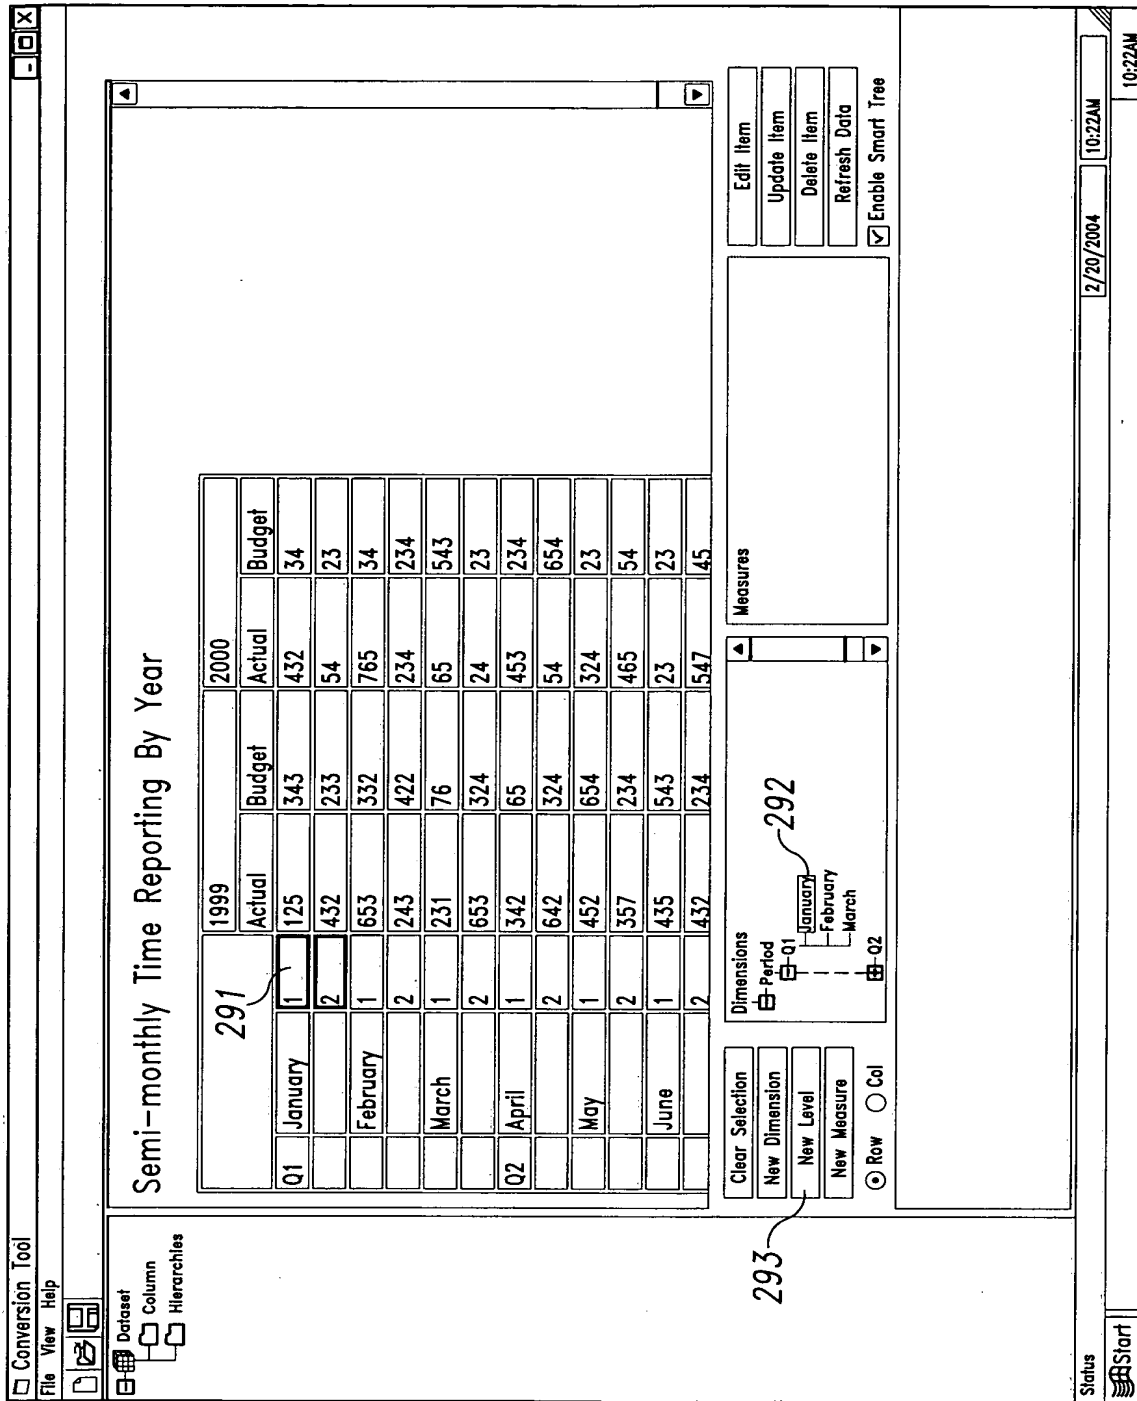 Conversion Tool
File View Help
Dataset
Column
Hierarchies
Semi-monthly Time Reporting By Year
291
1999 2000
Actual Budget Actual Budget
Q1 January 1 125 343 432 34
2 432 233 54 23
February 1 653 332 765 34
2 243 422 234 234
March 1 231 76 65 543
2 653 324 24 23
Q2 April 1 342 65 453 234
2 642 324 54 654
May 1 452 654 324 23
2 357 234 465 54
June 1 435 543 23 23
2 432 234 547 45
Clear Selection
New Dimension
New Level
New Measure
Row Col
293
Dimensions
Period
Q1
January
February
March
Q2
292
Measures
Edit Item
Update Item
Delete Item
Refresh Data
Enable Smart Tree
Status 2/20/2004 10:22AM
Start 10:22AM